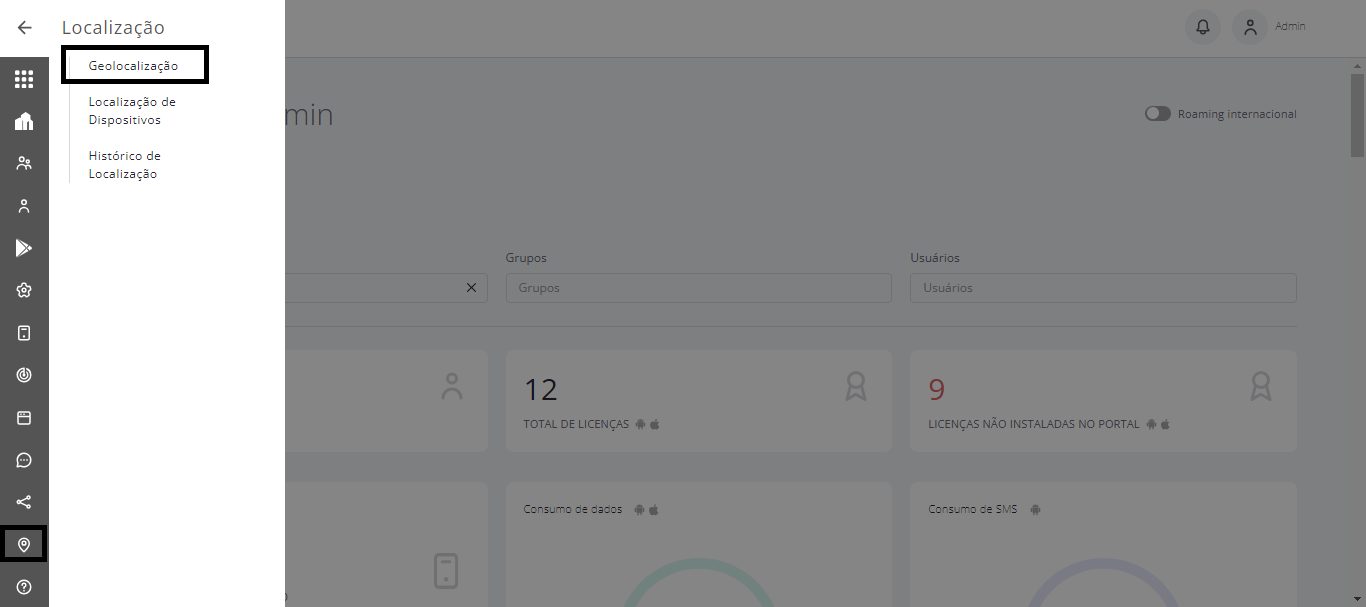 Localização
Geolocalização
Localização de
Dispositivos
Histórico de
Localização
Admin
min
Roaming internacional
Grupos
Usuários
Grupos
Usuários
12
TOTAL DE LICENÇAS
9
LICENÇAS NÃO INSTALADAS NO PORTAL
Consumo de dados
Consumo de SMS